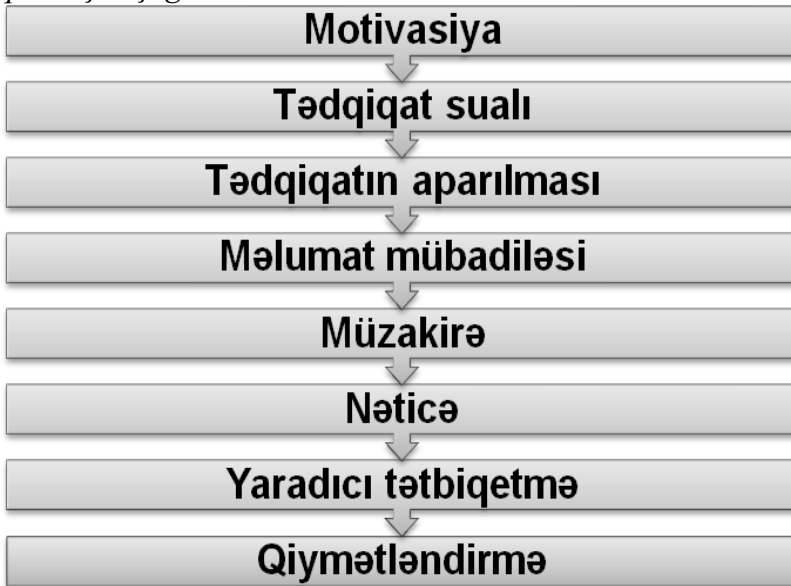 Motivasiya
Tədqiqat sualı
Tədqiqatın aparılması
Məlumat mübadiləsi
Müzakirə
Nəticə
Yaradıcı tətbiqetmə
Qiymətləndirmə